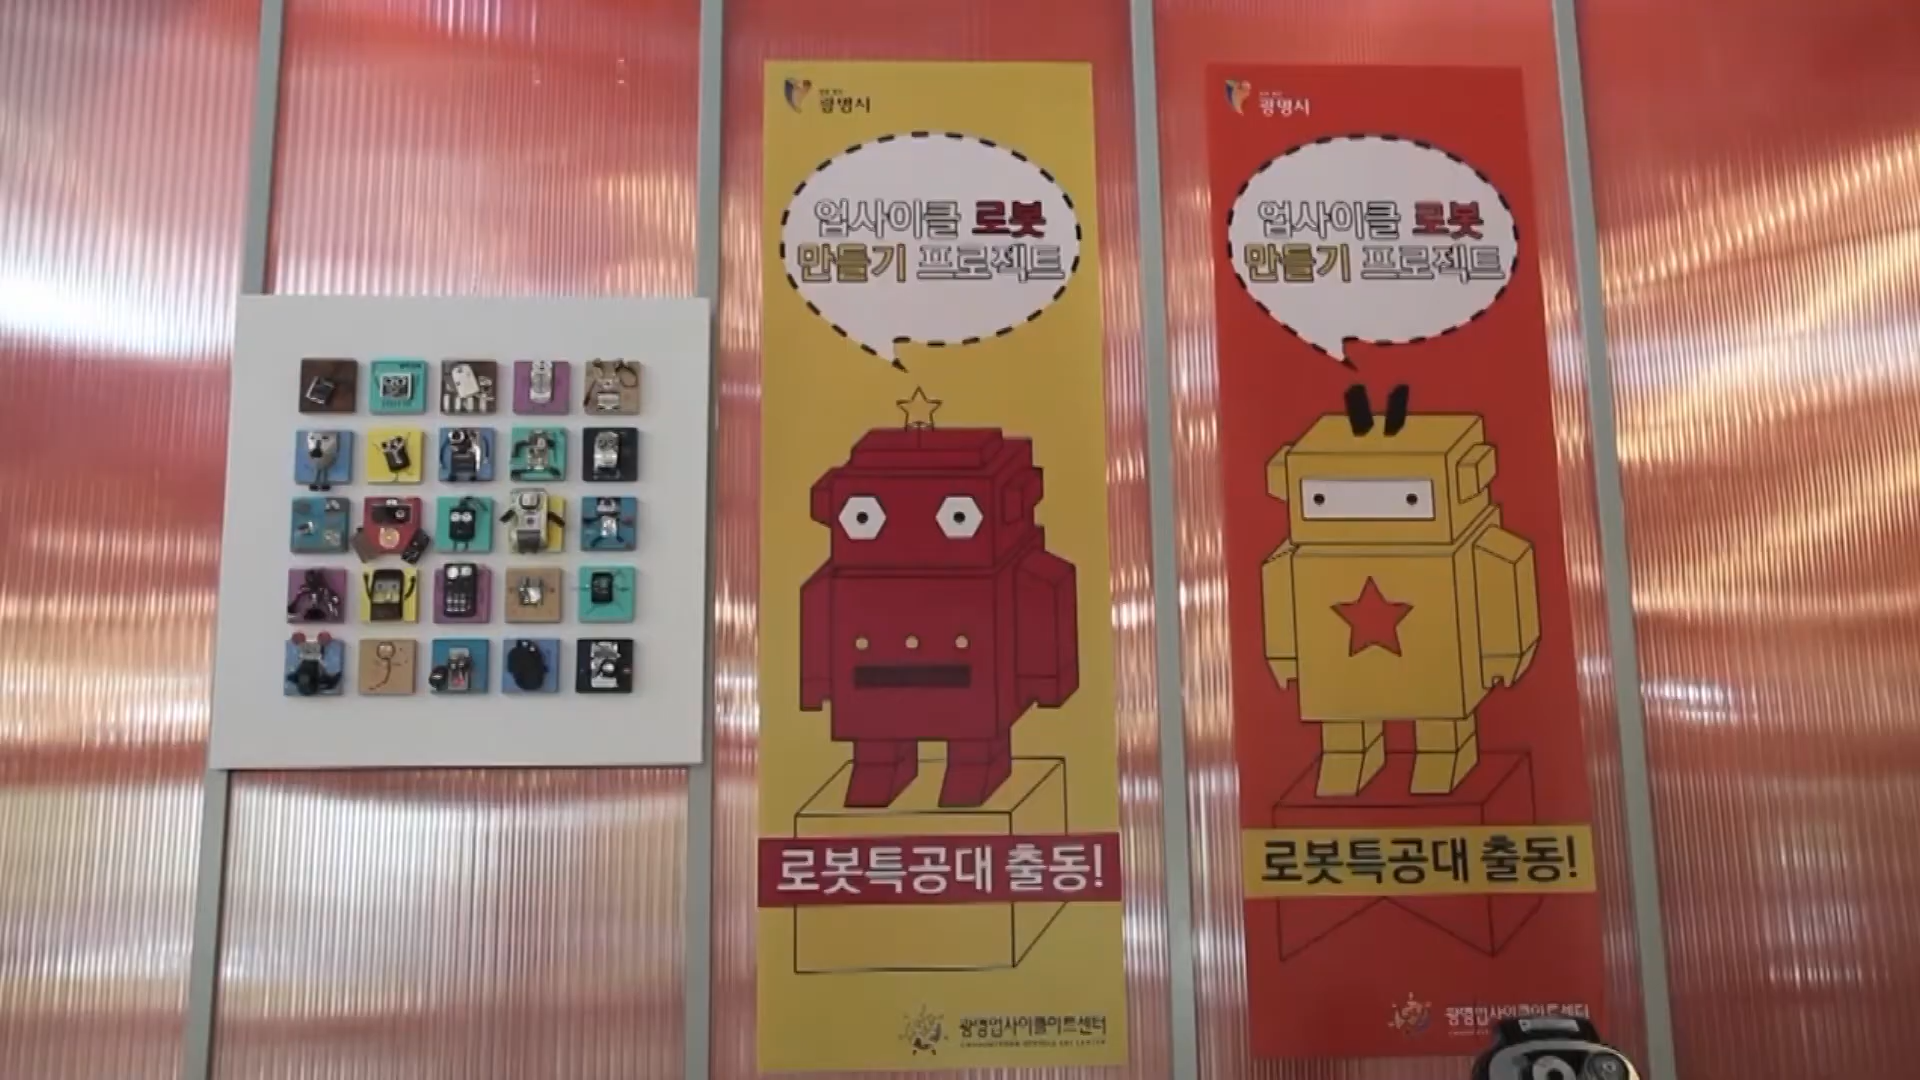 광명시
업사이클 로봇
만들기 프로젝트
로봇특공대 출동!
광명업사이클아트센터
광명시
업사이클 로봇
만들기 프로젝트
로봇특공대 출동!
광명업사이클아트센터